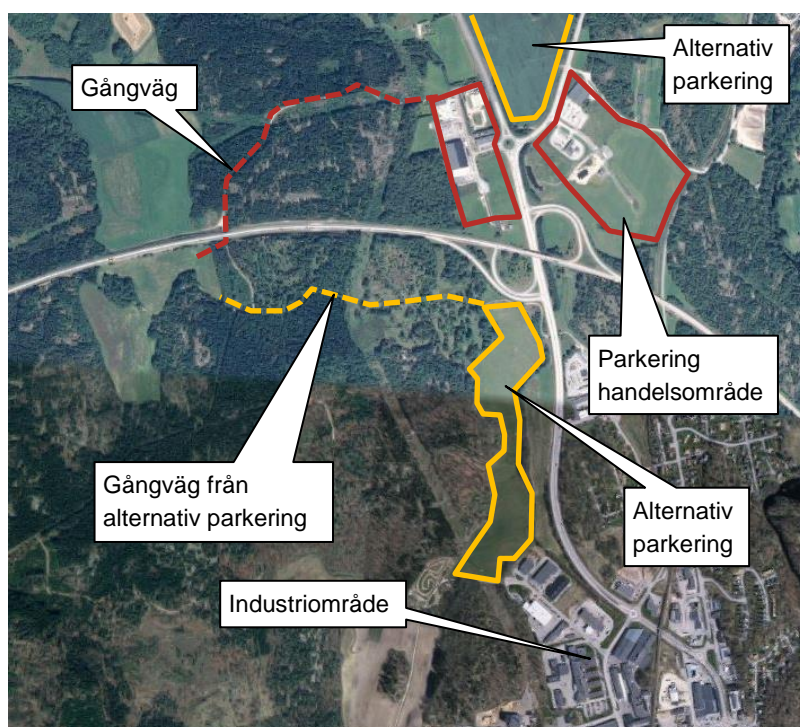 Alternativ
parkering
Gångväg
Parkering
handelsområde
Gångväg från
alternativ parkering
Alternativ
parkering
Industriområde